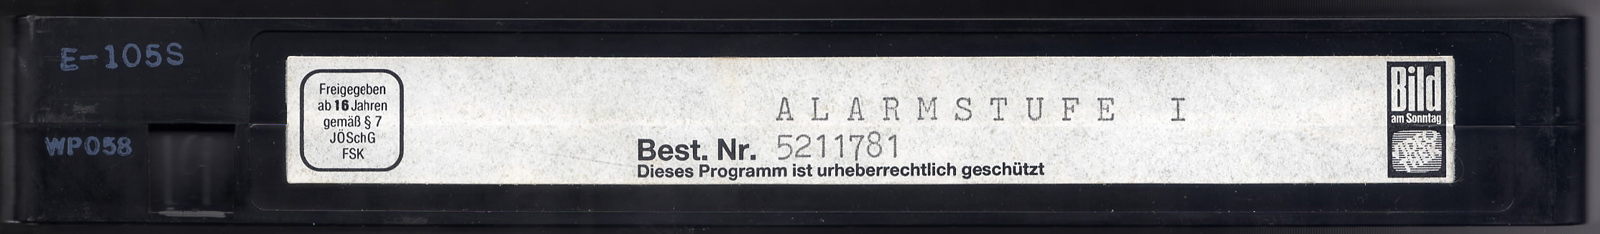 E-105S
WP058
Freigegeben
ab 16 Jahren
gemäß § 7
JÖSchG
FSK
ALARMSTUFE I
Best. Nr. 5211781
Dieses Programm ist urheberrechtlich geschützt
Bild
am Sonntag